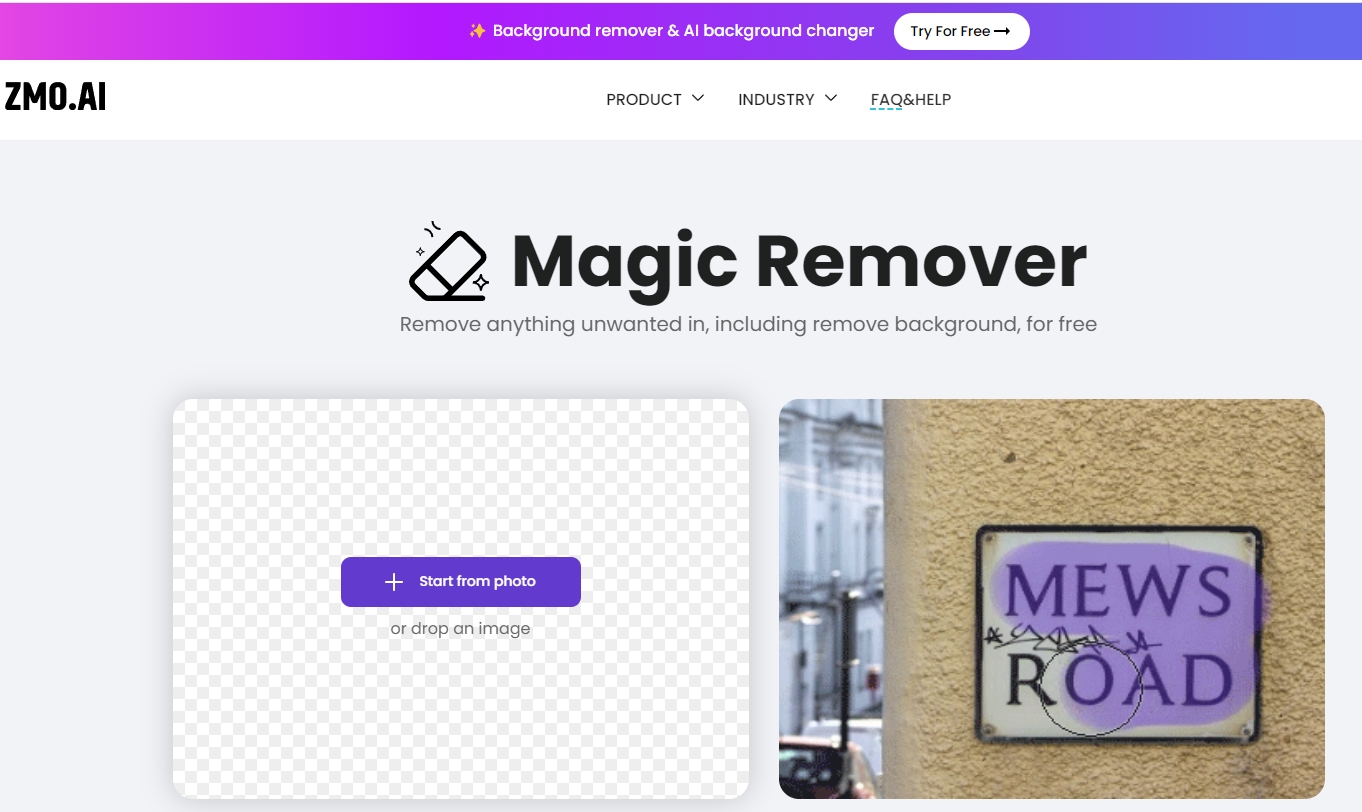 ✨ Background remover & AI background changer Try For Free →
ZMO.AI PRODUCT INDUSTRY FAQ&HELP
Magic Remover
Remove anything unwanted in, including remove background, for free
Start from photo
or drop an image
MEWS
ROAD